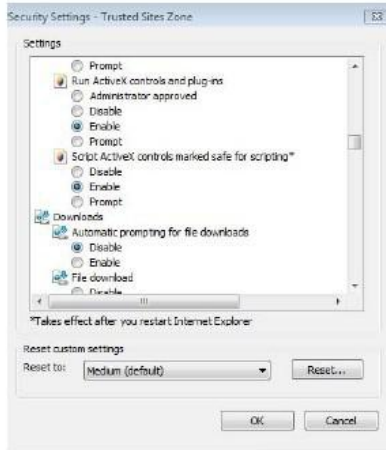 Security Settings - Trusted Sites Zone
Settings
Prompt
Run ActiveX controls and plug-ins
Administrator approved
Disable
Enable
Prompt
Script ActiveX controls marked safe for scripting*
Disable
Enable
Prompt
Downloads
Automatic prompting for file downloads
Disable
Enable
File download
Disable
*Takes effect after you restart Internet Explorer
Reset custom settings
Reset to: Medium (default) Reset...
OK Cancel